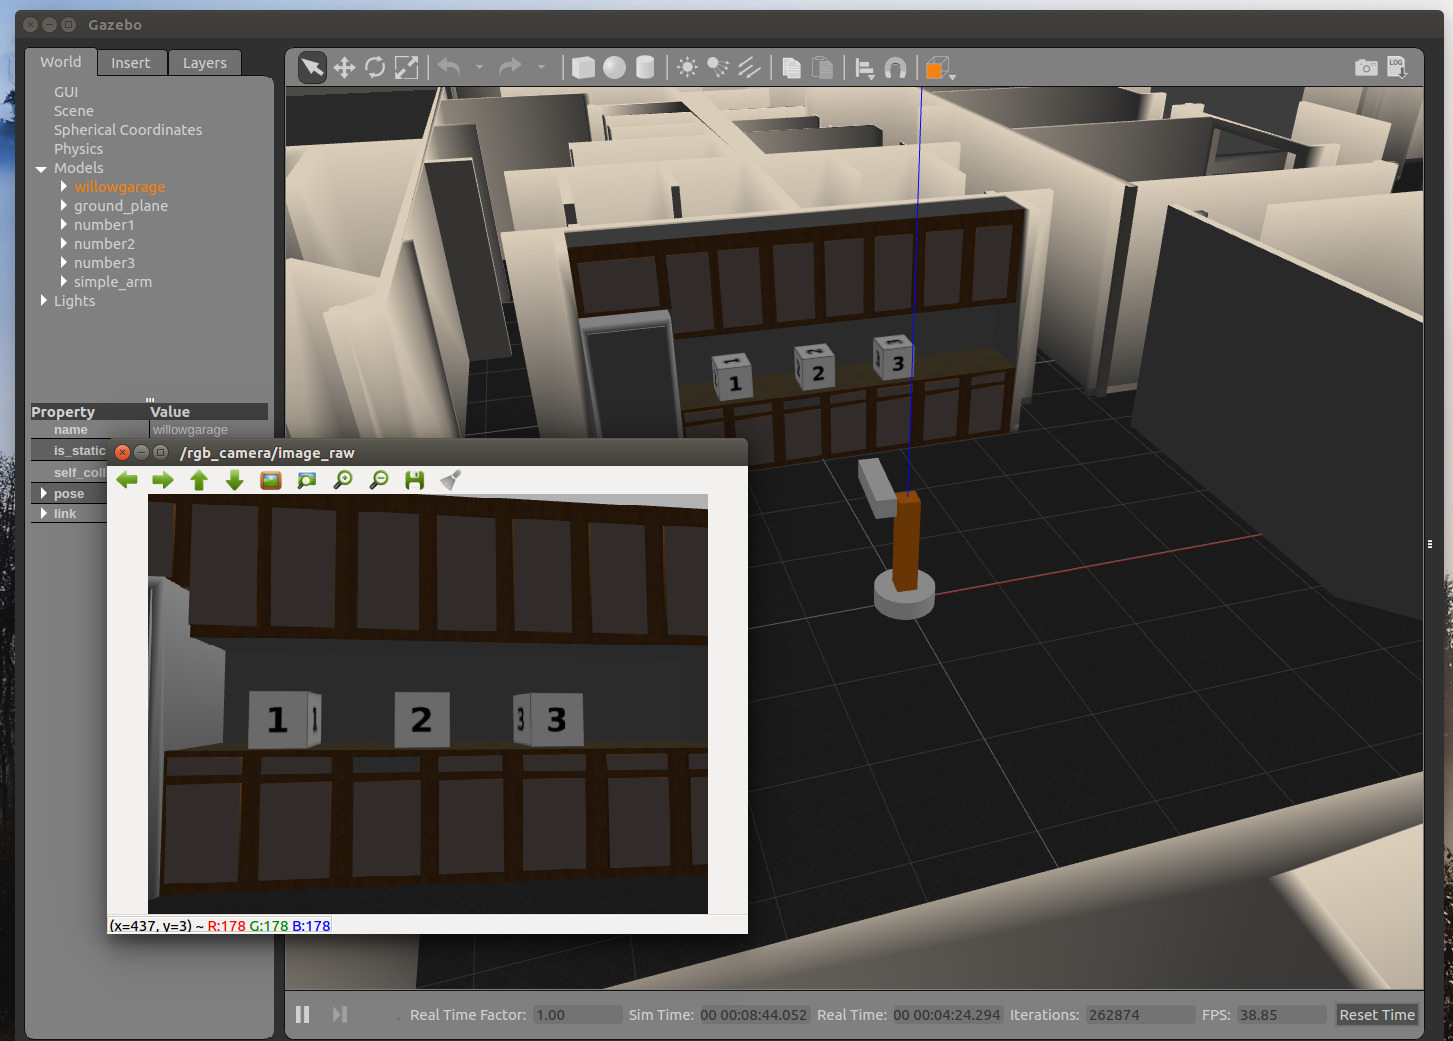 Gazebo
World Insert Layers
LOG
GUI
Scene
Spherical Coordinates
Physics
Models
willowgarage
ground_plane
number1
number2
number3
simple_arm
Lights
Property Value
name willowgarage
is_static
self_coll
pose
link
/rgb_camera/image_raw
1 1 2 3 3
(x=437, y=3) ~ R:178 G:178 B:178
1 1
2 2
3 3
Real Time Factor: 1.00 Sim Time: 00 00:08:44.052 Real Time: 00 00:04:24.294 Iterations: 262874 FPS: 38.85 Reset Time